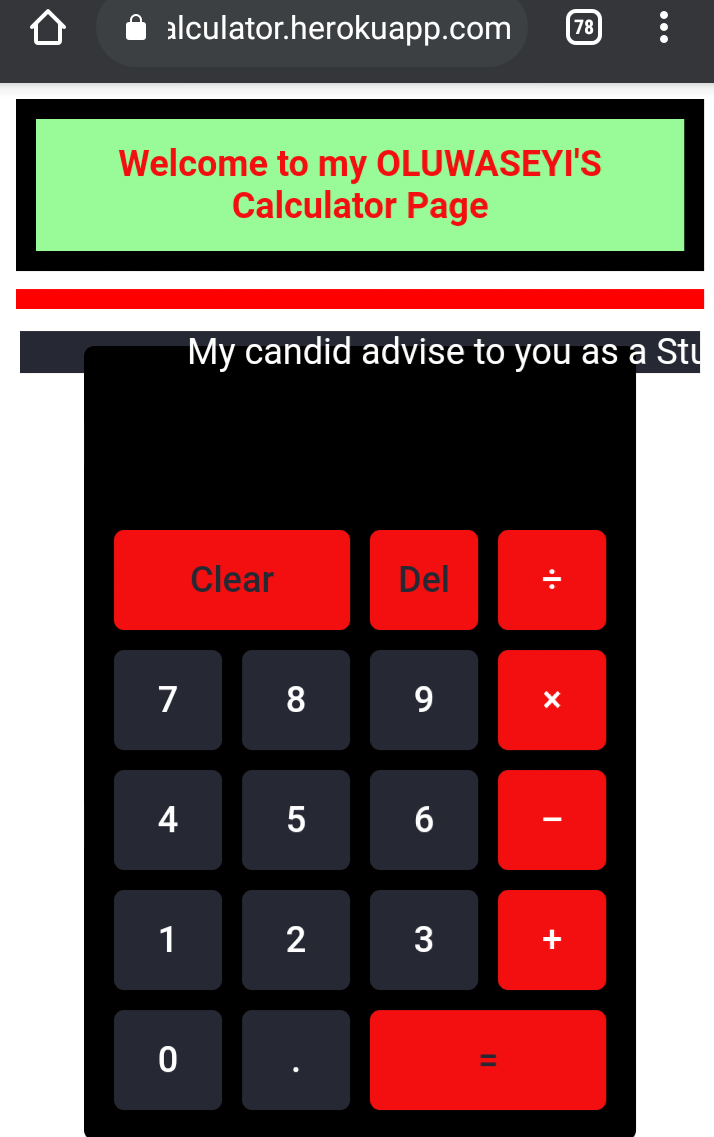 alculator.herokuapp.com 78
Welcome to my OLUWASEYI'S
Calculator Page
My candid advise to you as a Stu
Clear Del ÷
7 8 9 ×
4 5 6 −
1 2 3 +
0 . =